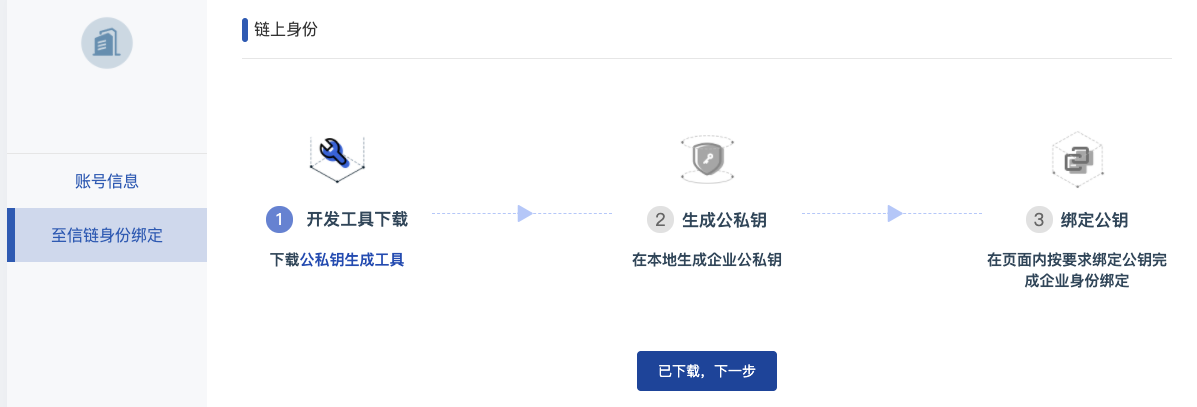 链上身份
账号信息
至信链身份绑定
1 开发工具下载
下载公私钥生成工具
2 生成公私钥
在本地生成企业公私钥
3 绑定公钥
在页面内按要求绑定公钥完
成企业身份绑定
已下载，下一步